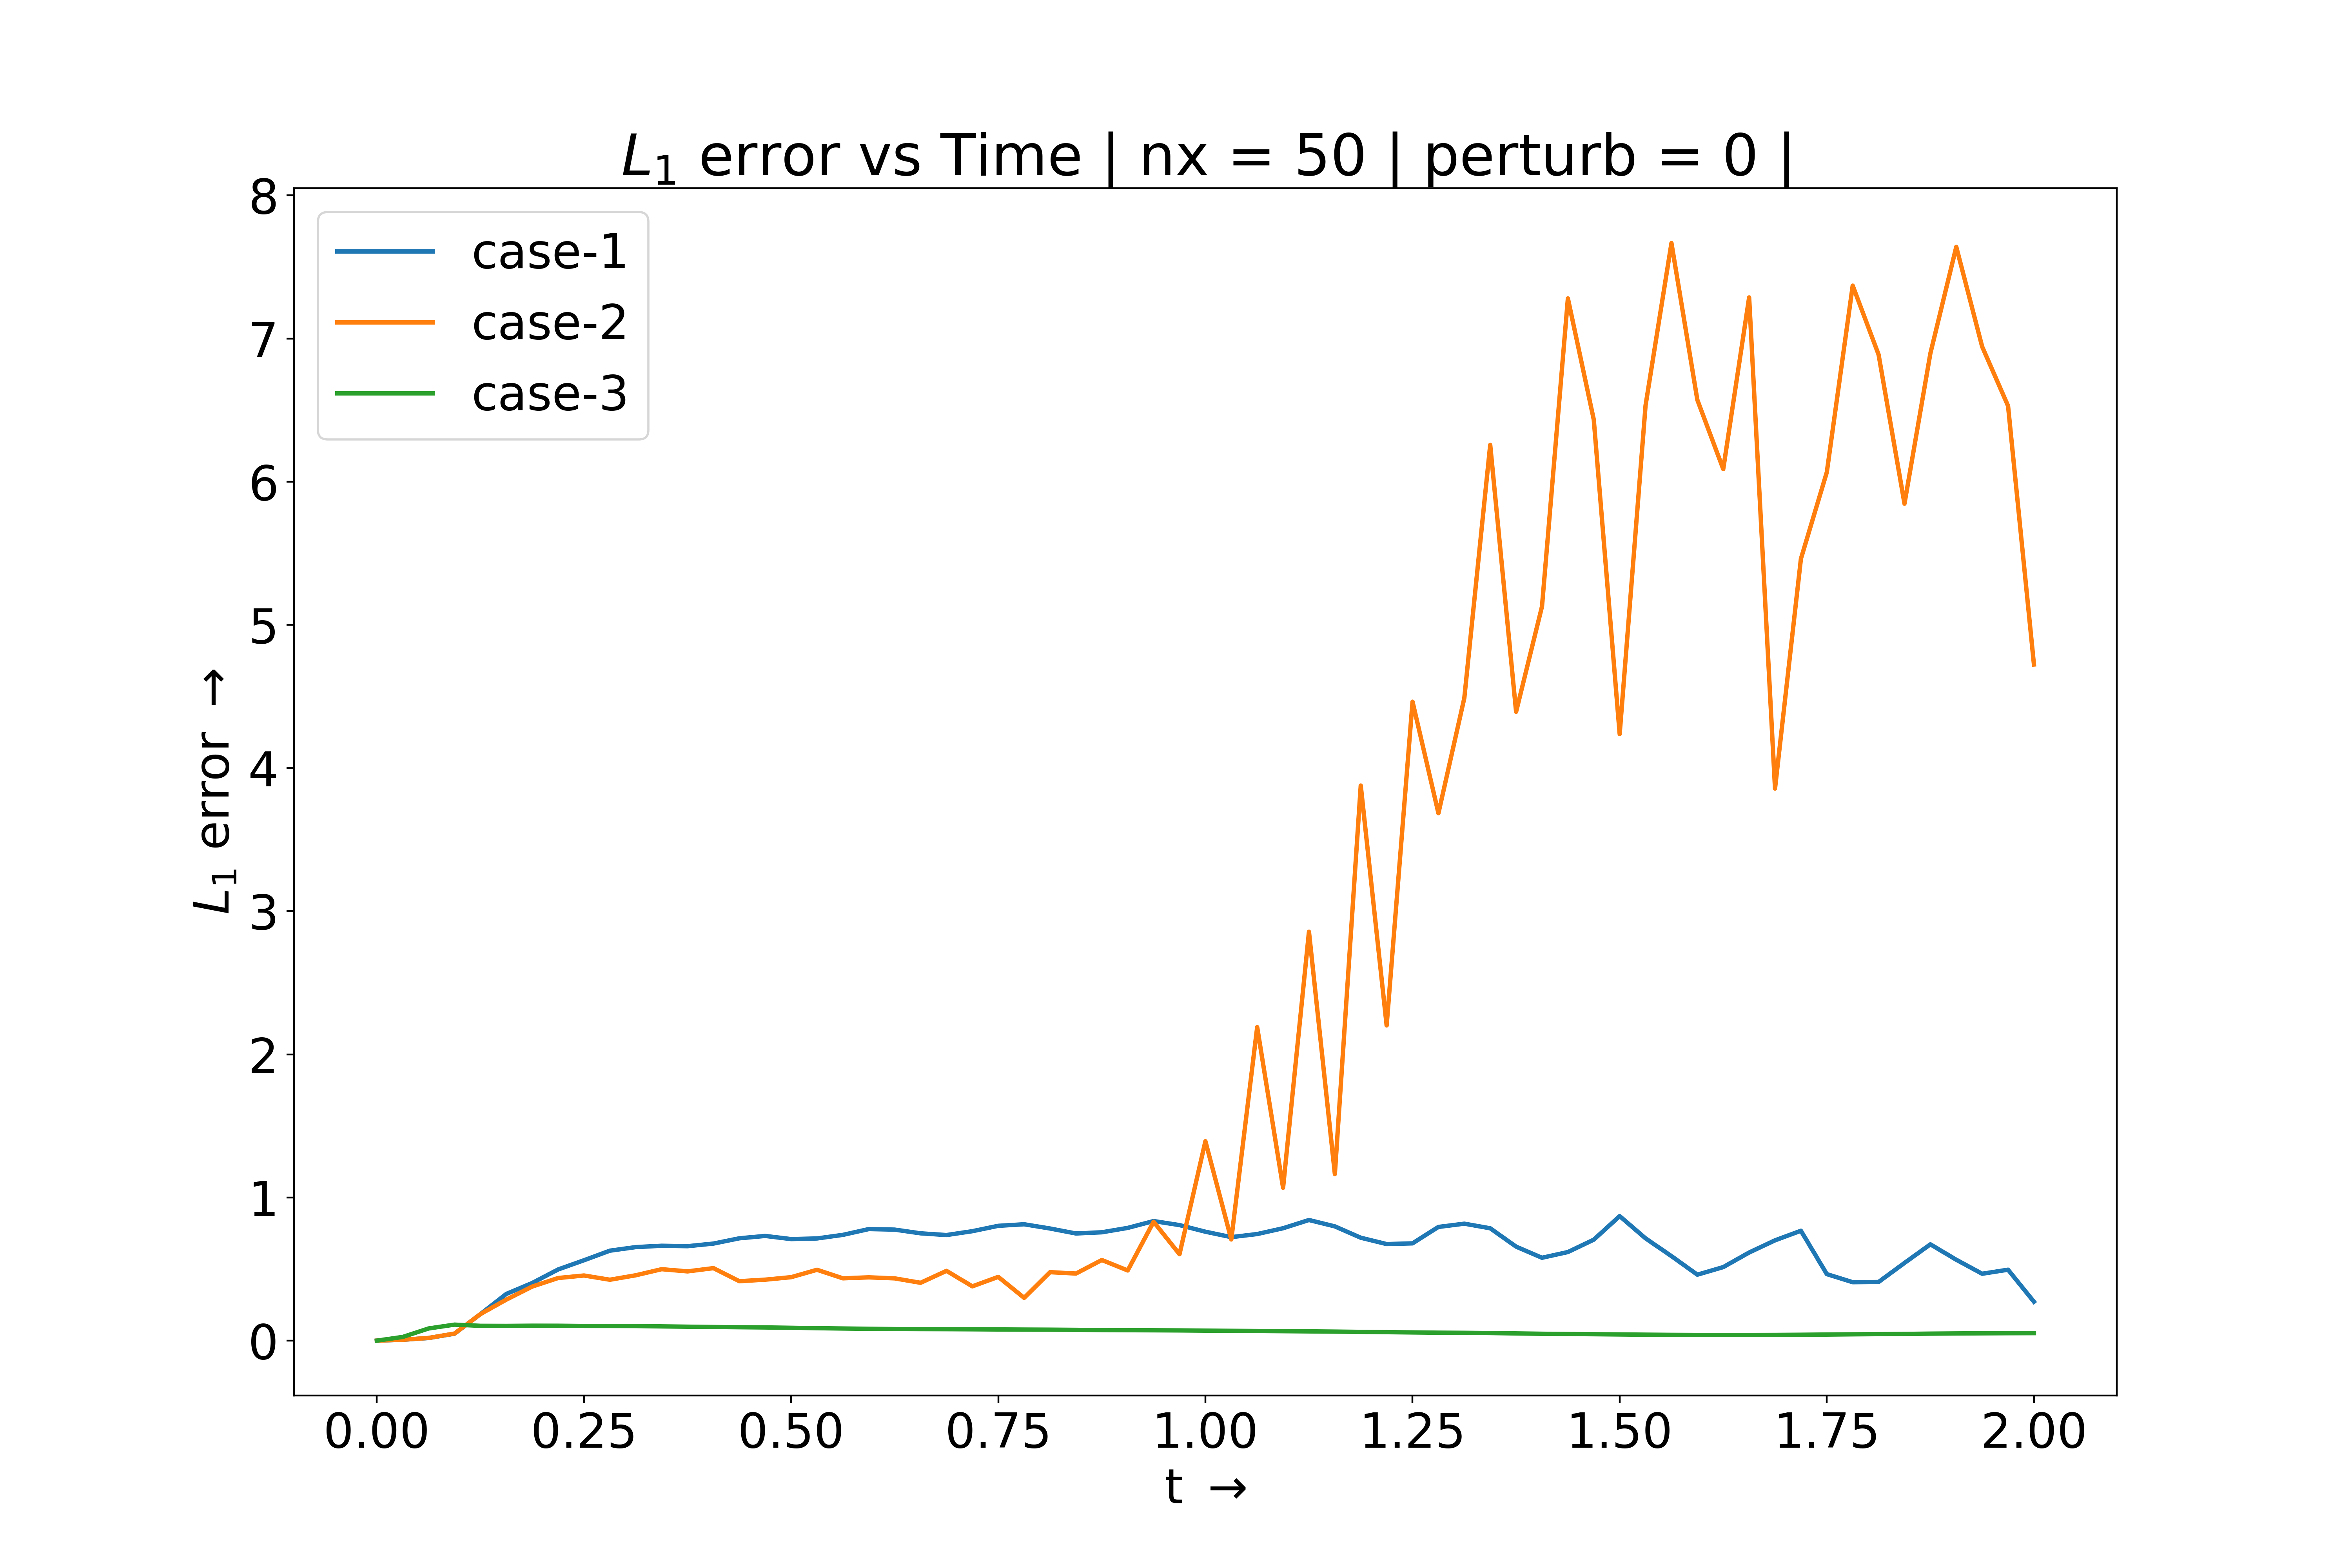 L₁ error vs Time | nx = 50 | perturb = 0 |
case-1
case-2
case-3
8
7
6
5
4
3
2
1
0
L₁ error →
0.00 0.25 0.50 0.75 1.00 1.25 1.50 1.75 2.00
t →